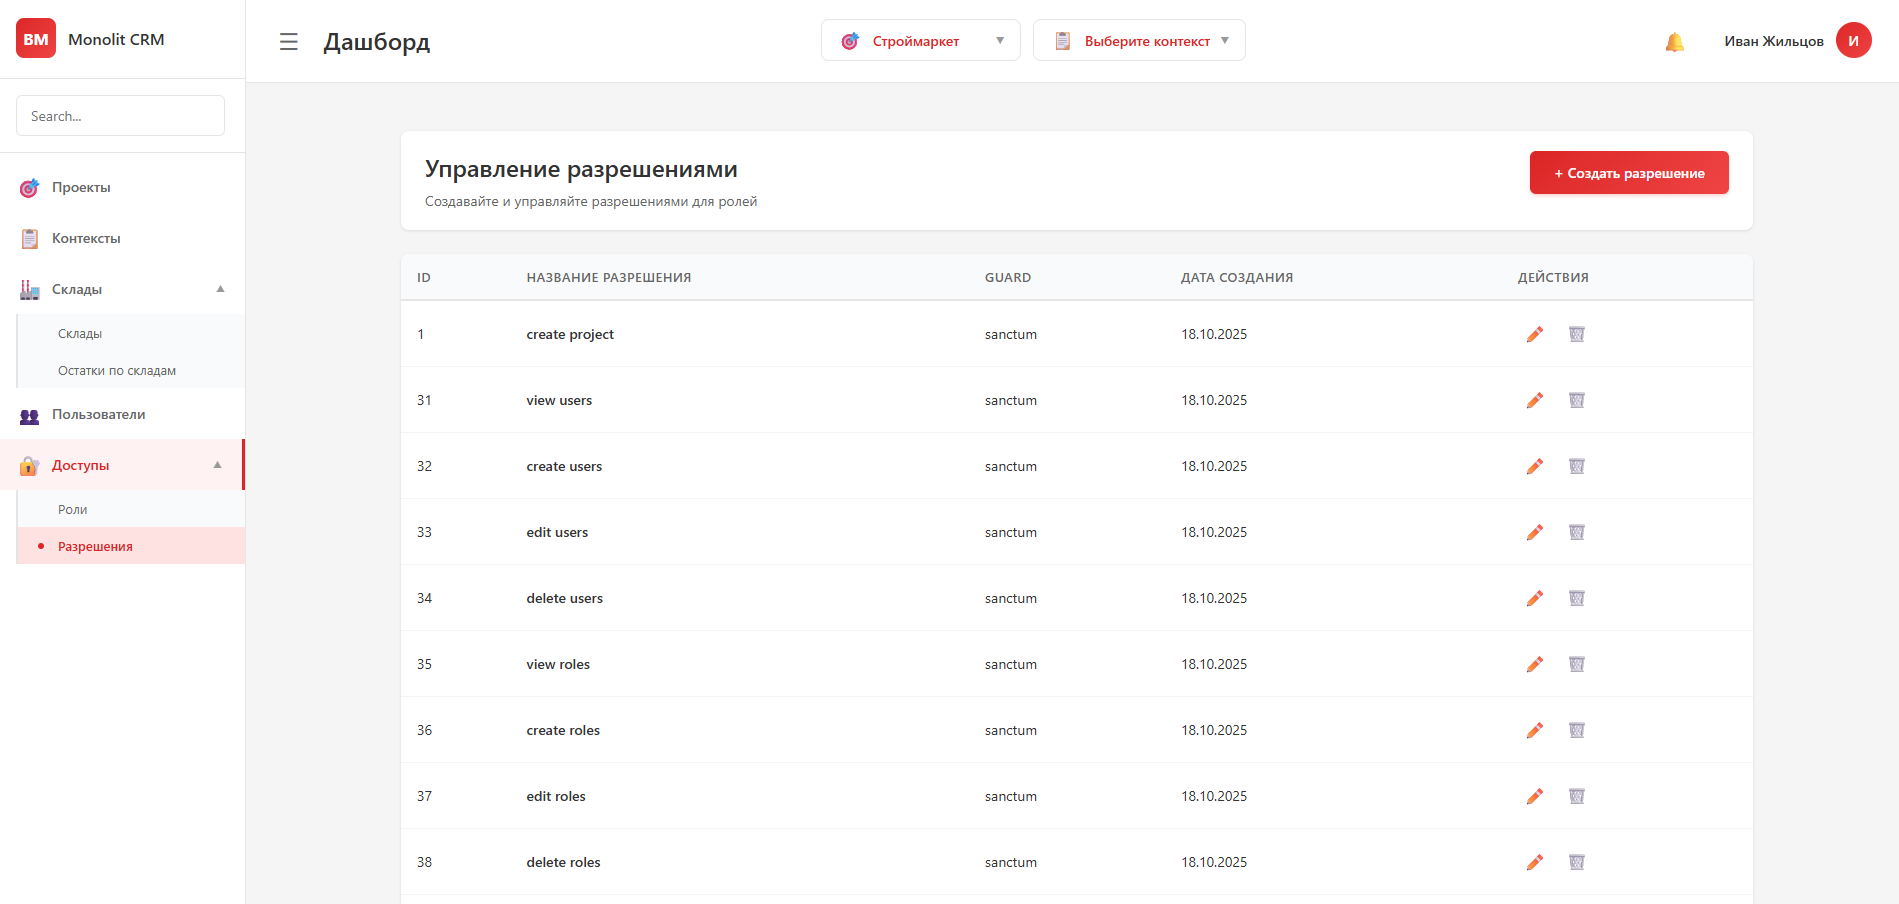 BM Monolit CRM
Search...
Проекты
Контексты
Склады
Склады
Остатки по складам
Пользователи
Доступы
Роли
Разрешения
Дашборд
Строймаркет
Выберите контекст
Иван Жильцов И
Управление разрешениями
Создавайте и управляйте разрешениями для ролей
+ Создать разрешение
ID НАЗВАНИЕ РАЗРЕШЕНИЯ GUARD ДАТА СОЗДАНИЯ ДЕЙСТВИЯ
1 create project sanctum 18.10.2025
31 view users sanctum 18.10.2025
32 create users sanctum 18.10.2025
33 edit users sanctum 18.10.2025
34 delete users sanctum 18.10.2025
35 view roles sanctum 18.10.2025
36 create roles sanctum 18.10.2025
37 edit roles sanctum 18.10.2025
38 delete roles sanctum 18.10.2025